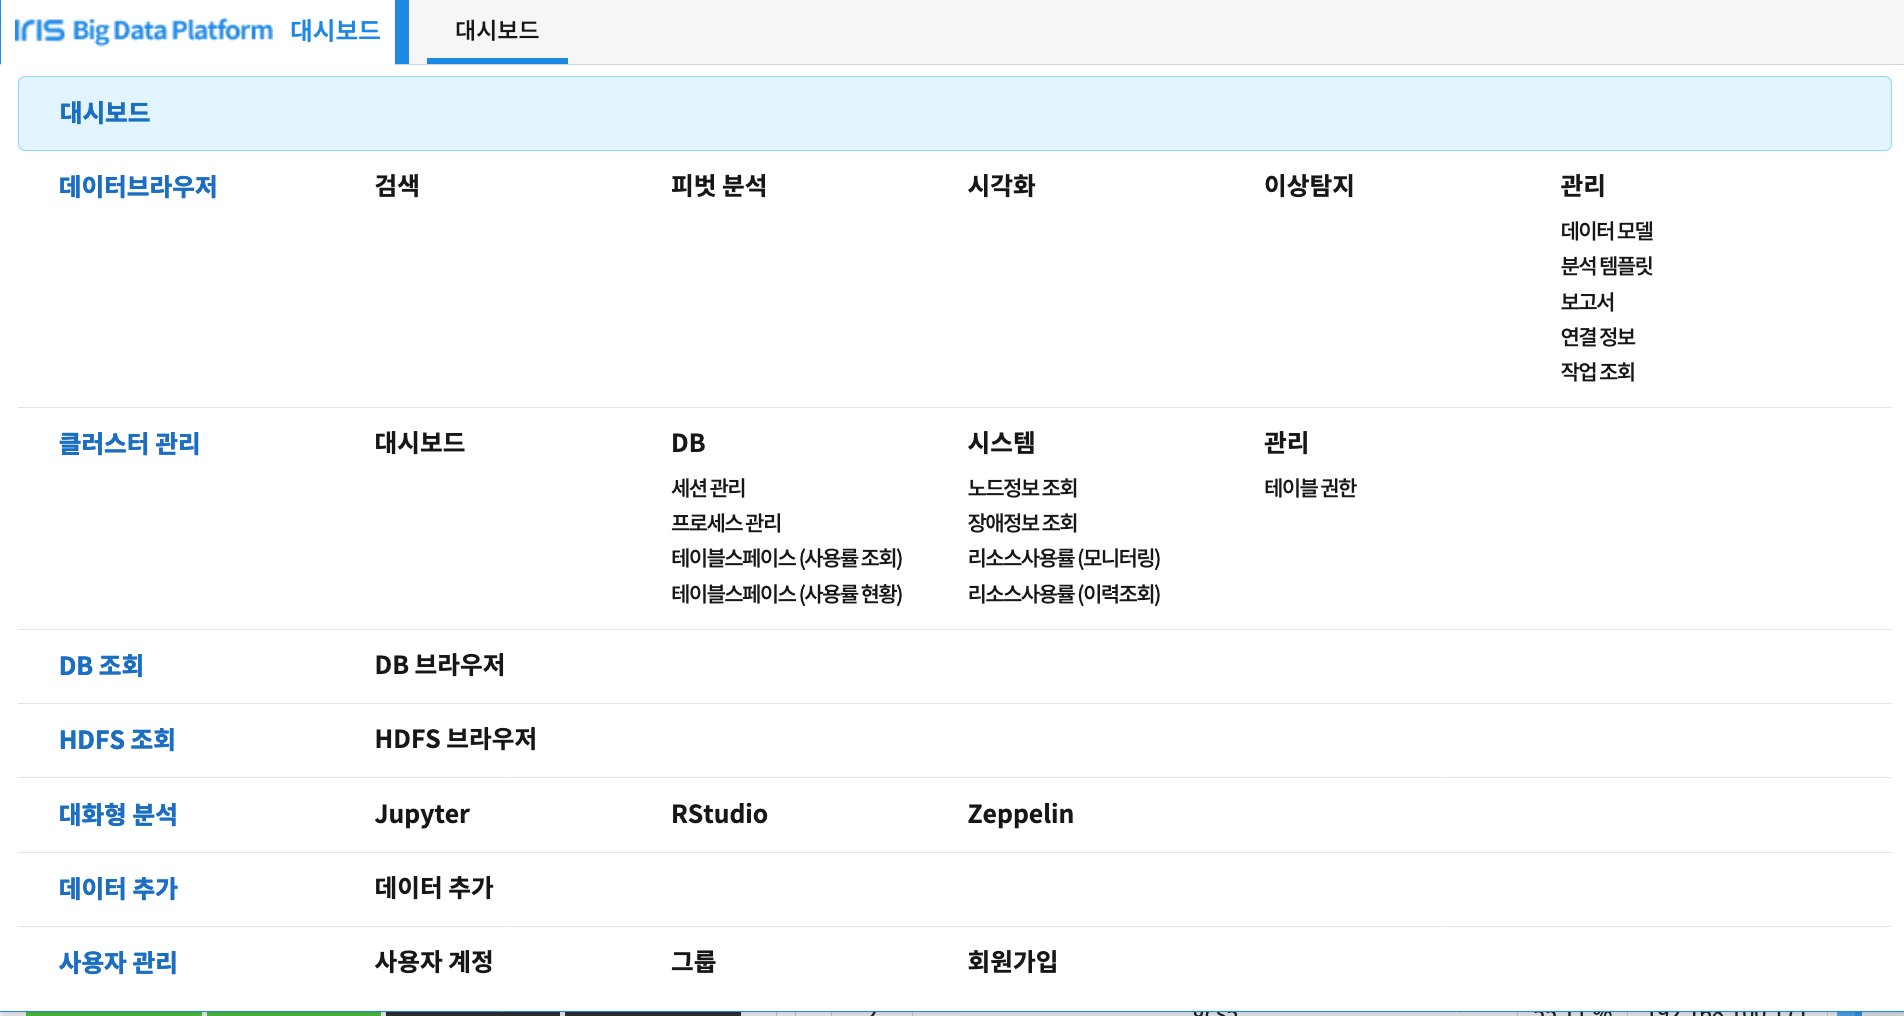 IRIS Big Data Platform 대시보드 대시보드
대시보드
데이터브라우저 검색 피벗 분석 시각화 이상탐지 관리
데이터 모델
분석 템플릿
보고서
연결 정보
작업 조회
클러스터 관리 대시보드 DB 시스템 관리
세션 관리 노드정보 조회 테이블 권한
프로세스 관리 장애정보 조회
테이블스페이스 (사용률 조회) 리소스사용률 (모니터링)
테이블스페이스 (사용률 현황) 리소스사용률 (이력조회)
DB 조회 DB 브라우저
HDFS 조회 HDFS 브라우저
대화형 분석 Jupyter RStudio Zeppelin
데이터 추가 데이터 추가
사용자 관리 사용자 계정 그룹 회원가입